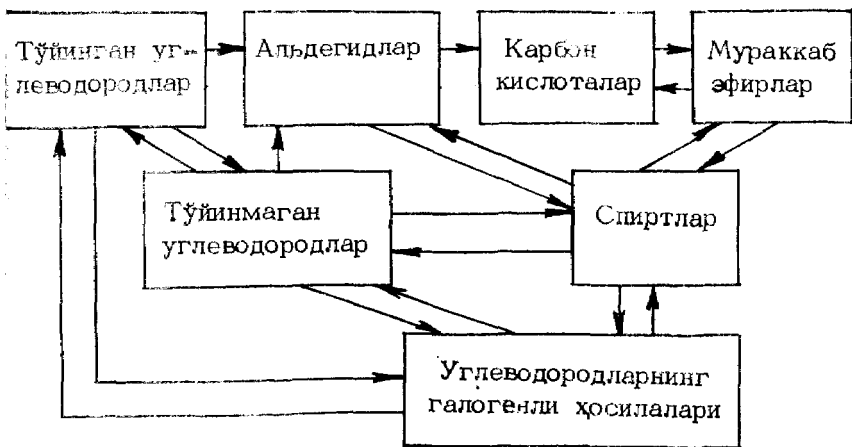 Тўйинган уг-
леводородлар
Альдегидлар
Карбон
кислоталар
Мураккаб
эфирлар
Тўйинмаган
углеводородлар
Спиртлар
Углеводородларнинг
галогенли ҳосилалари